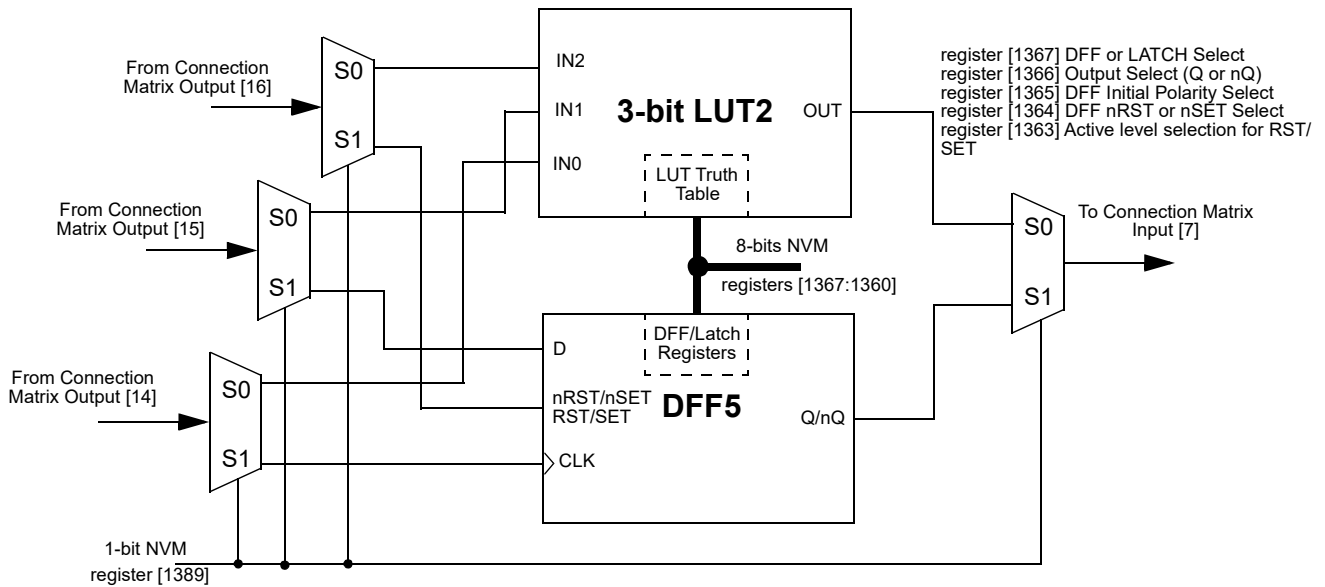 From Connection
Matrix Output [16]
S0
S1
IN2
IN1
IN0
3-bit LUT2
OUT
LUT Truth
Table
register [1367] DFF or LATCH Select
register [1366] Output Select (Q or nQ)
register [1365] DFF Initial Polarity Select
register [1364] DFF nRST or nSET Select
register [1363] Active level selection for RST/
SET
From Connection
Matrix Output [15]
S0
S1
8-bits NVM
registers [1367:1360]
S0
S1
To Connection Matrix
Input [7]
From Connection
Matrix Output [14]
S0
S1
D
nRST/nSET
RST/SET
CLK
DFF/Latch
Registers
DFF5
Q/nQ
1-bit NVM
register [1389]